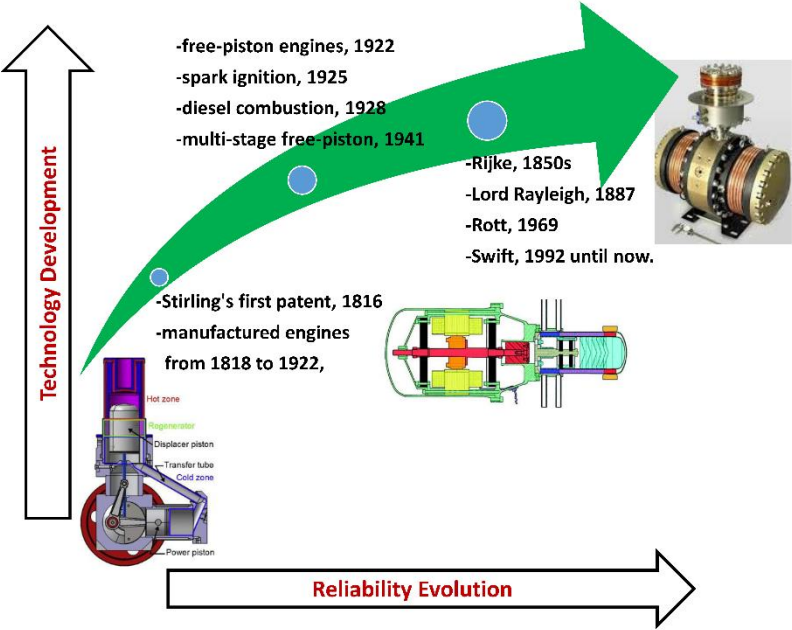 -free-piston engines, 1922
-spark ignition, 1925
-diesel combustion, 1928
-multi-stage free-piston, 1941
-Rijke, 1850s
-Lord Rayleigh, 1887
-Rott, 1969
-Swift, 1992 until now.
-Stirling's first patent, 1816
-manufactured engines
from 1818 to 1922,
Technology Development
Hot zone
Regenerator
Displacer piston
Transfer tube
Cold zone
Power piston
Reliability Evolution